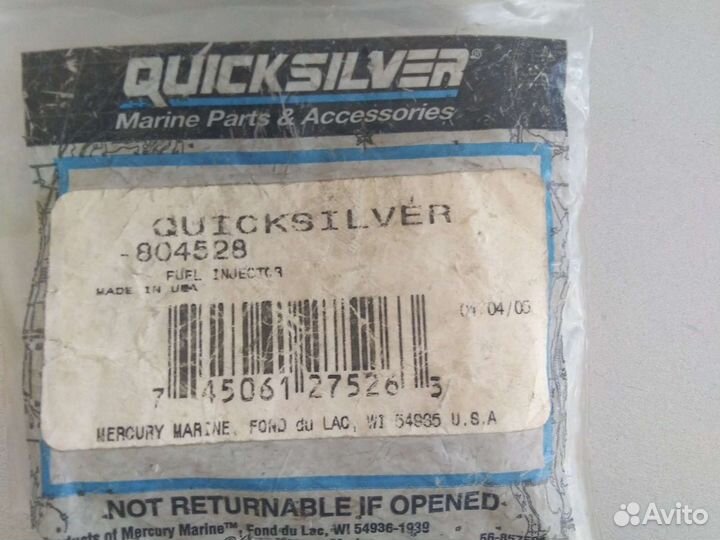 QUICKSILVER®
Marine Parts & Accessories
QUICKSILVER
-804528
FUEL INJECTOR
MADE IN USA
04/04/05
7 45061 27526 3
MERCURY MARINE, FOND du LAC, WI 54935 U.S.A
NOT RETURNABLE IF OPENED
Products of Mercury Marine™, Fond du Lac, WI 54936-1939
Avito